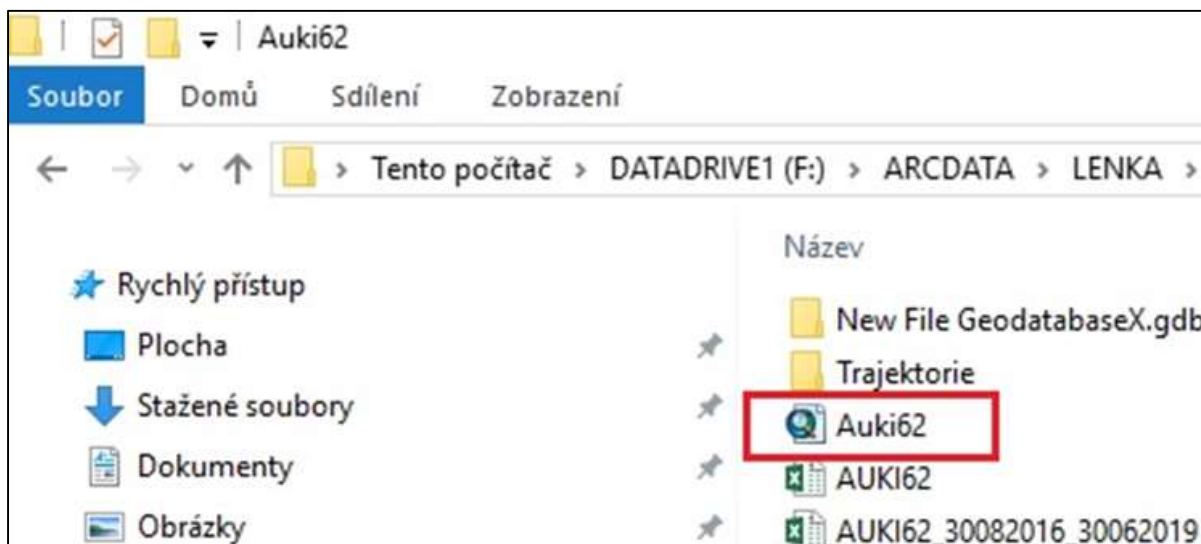 Auki62
Soubor Domů Sdílení Zobrazení
Tento počítač > DATADRIVE1 (F:) > ARCDATA > LENKA >
Název
Rychlý přístup
New File GeodatabaseX.gdb
Plocha
Trajektorie
Stažené soubory
Auki62
Dokumenty
AUKI62
Obrázky
AUKI62_30082016_30062019